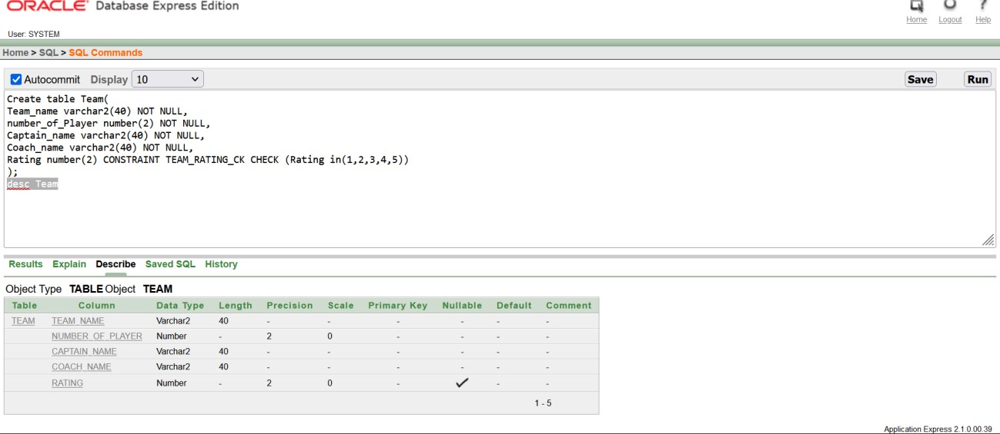 ORACLE® Database Express Edition
Home Logout Help
User: SYSTEM
Home > SQL > SQL Commands
Autocommit Display 10 Save Run
Create table Team(
Team_name varchar2(40) NOT NULL,
number_of_Player number(2) NOT NULL,
Captain_name varchar2(40) NOT NULL,
Coach_name varchar2(40) NOT NULL,
Rating number(2) CONSTRAINT TEAM_RATING_CK CHECK (Rating in(1,2,3,4,5))
);
desc Team
Results Explain Describe Saved SQL History
Object Type TABLE Object TEAM
Table Column Data Type Length Precision Scale Primary Key Nullable Default Comment
TEAM TEAM_NAME Varchar2 40 - - - - - -
NUMBER_OF_PLAYER Number - 2 0 - - - -
CAPTAIN_NAME Varchar2 40 - - - - - -
COACH_NAME Varchar2 40 - - - - - -
RATING Number - 2 0 - ✓ - -
1 - 5
Application Express 2.1.0.00.39